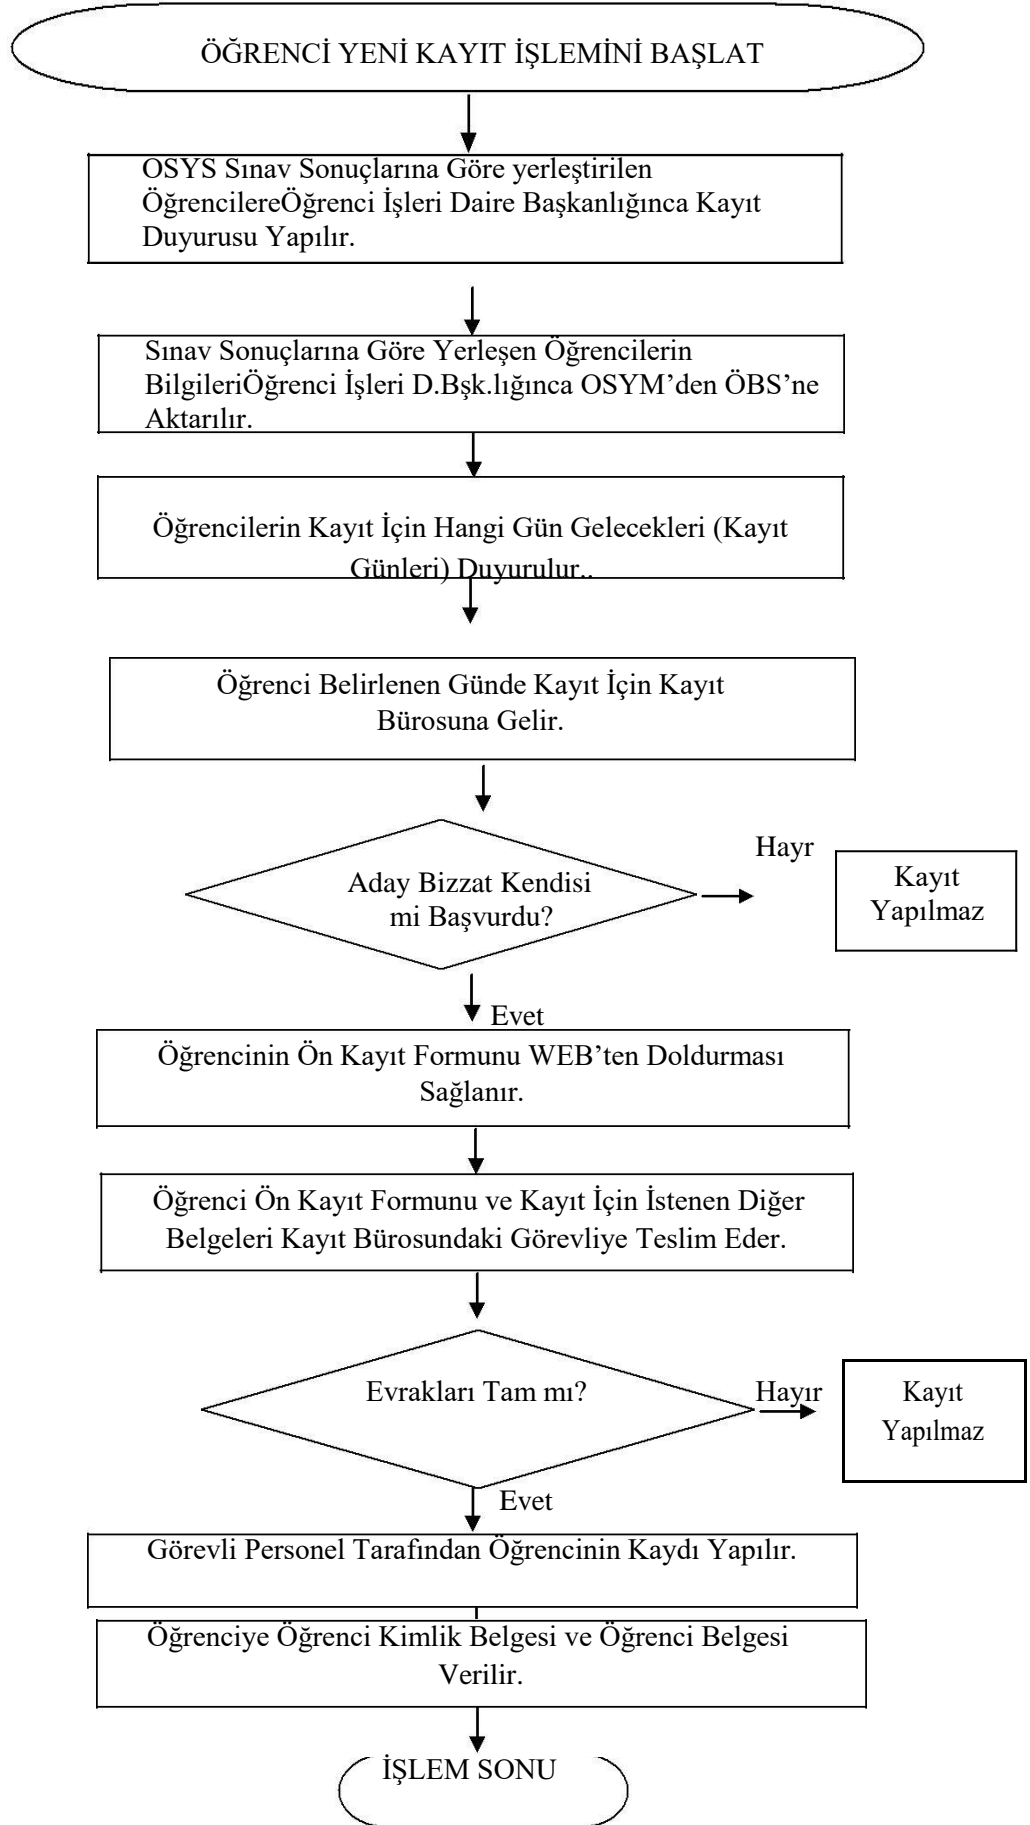 ÖĞRENCİ YENİ KAYIT İŞLEMİNİ BAŞLAT
OSYS Sınav Sonuçlarına Göre yerleştirilen
ÖğrencilereÖğrenci İşleri Daire Başkanlığınca Kayıt
Duyurusu Yapılır.
Sınav Sonuçlarına Göre Yerleşen Öğrencilerin
BilgileriÖğrenci İşleri D.Bşk.lığınca OSYM’den ÖBS’ne
Aktarılır.
Öğrencilerin Kayıt İçin Hangi Gün Gelecekleri (Kayıt
Günleri) Duyurulur..
Öğrenci Belirlenen Günde Kayıt İçin Kayıt
Bürosuna Gelir.
Aday Bizzat Kendisi
mi Başvurdu?
Hayr
Kayıt
Yapılmaz
Evet
Öğrencinin Ön Kayıt Formunu WEB’ten Doldurması
Sağlanır.
Öğrenci Ön Kayıt Formunu ve Kayıt İçin İstenen Diğer
Belgeleri Kayıt Bürosundaki Görevliye Teslim Eder.
Evrakları Tam mı?
Hayır
Kayıt
Yapılmaz
Evet
Görevli Personel Tarafından Öğrencinin Kaydı Yapılır.
Öğrenciye Öğrenci Kimlik Belgesi ve Öğrenci Belgesi
Verilir.
İŞLEM SONU